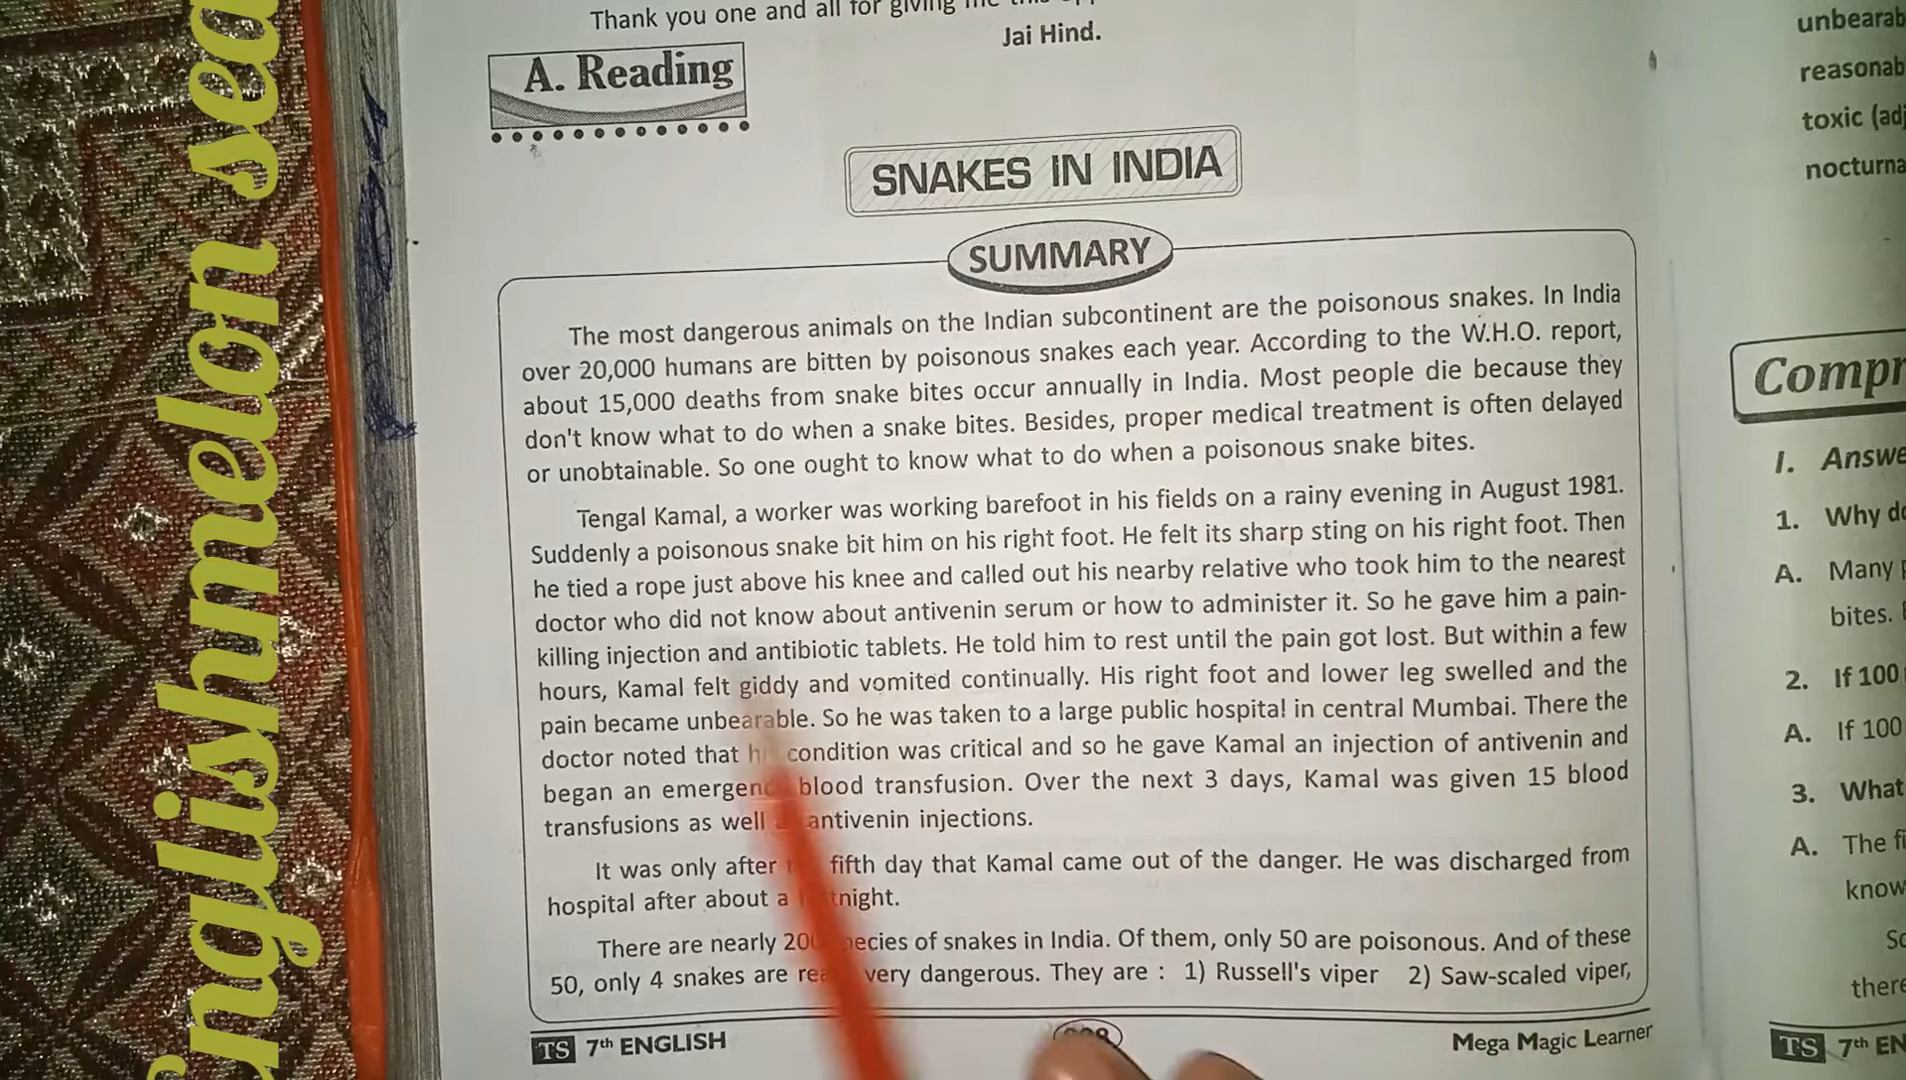 Thank you one and all for giving
Jai Hind.
A. Reading
SNAKES IN INDIA
SUMMARY
The most dangerous animals on the Indian subcontinent are the poisonous snakes. In India
over 20,000 humans are bitten by poisonous snakes each year. According to the W.H.O. report,
about 15,000 deaths from snake bites occur annually in India. Most people die because they
don't know what to do when a snake bites. Besides, proper medical treatment is often delayed
or unobtainable. So one ought to know what to do when a poisonous snake bites.
Tengal Kamal, a worker was working barefoot in his fields on a rainy evening in August 1981.
Suddenly a poisonous snake bit him on his right foot. He felt its sharp sting on his right foot. Then
he tied a rope just above his knee and called out his nearby relative who took him to the nearest
doctor who did not know about antivenin serum or how to administer it. So he gave him a pain-
killing injection and antibiotic tablets. He told him to rest until the pain got lost. But within a few
hours, Kamal felt giddy and vomited continually. His right foot and lower leg swelled and the
pain became unbearable. So he was taken to a large public hospital in central Mumbai. There the
doctor noted that condition was critical and so he gave Kamal an injection of antivenin and
began an emergenc blood transfusion. Over the next 3 days, Kamal was given 15 blood
transfusions as well antivenin injections.
It was only after fifth day that Kamal came out of the danger. He was discharged from
hospital after about a tnight.
There are nearly 20 pecies of snakes in India. Of them, only 50 are poisonous. And of these
50, only 4 snakes are very dangerous. They are : 1) Russell's viper 2) Saw-scaled viper,
TS 7th ENGLISH
Mega Magic Learner
unbearab
reasonab
toxic (adj
nocturna
Compr
I. Answe
1. Why do
A. Many
bites.
2. If 100
A. If 100
3. What
A. The fi
know
So
there
TS 7th EN
nglishmelon sea